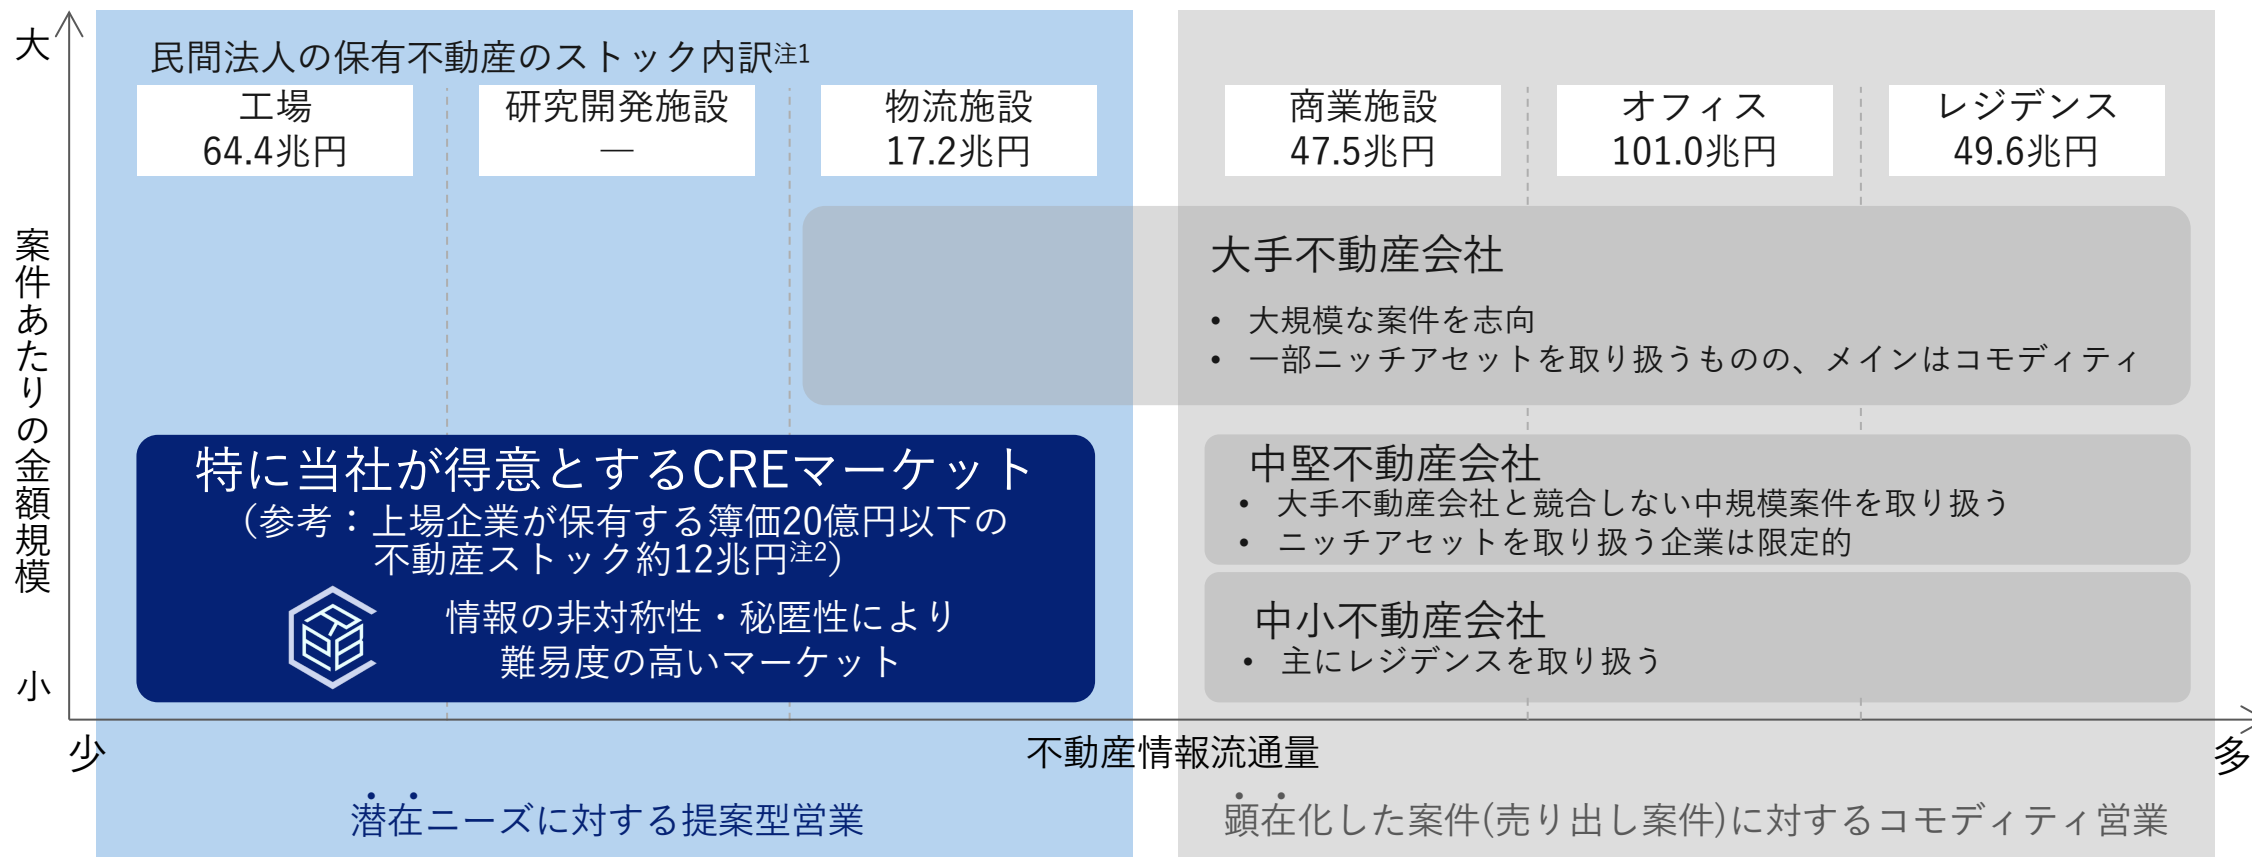 大
案件あたりの金額規模
小
民間法人の保有不動産のストック内訳注1
工場
64.4兆円
研究開発施設
―
物流施設
17.2兆円
商業施設
47.5兆円
オフィス
101.0兆円
レジデンス
49.6兆円
大手不動産会社
• 大規模な案件を志向
• 一部ニッチアセットを取り扱うものの、メインはコモディティ
特に当社が得意とするCREマーケット
（参考：上場企業が保有する簿価20億円以下の
不動産ストック約12兆円注2）
情報の非対称性・秘匿性により
難易度の高いマーケット
中堅不動産会社
• 大手不動産会社と競合しない中規模案件を取り扱う
• ニッチアセットを取り扱う企業は限定的
中小不動産会社
• 主にレジデンスを取り扱う
少
不動産情報流通量
多
潜在ニーズに対する提案型営業
顕在化した案件(売り出し案件)に対するコモディティ営業